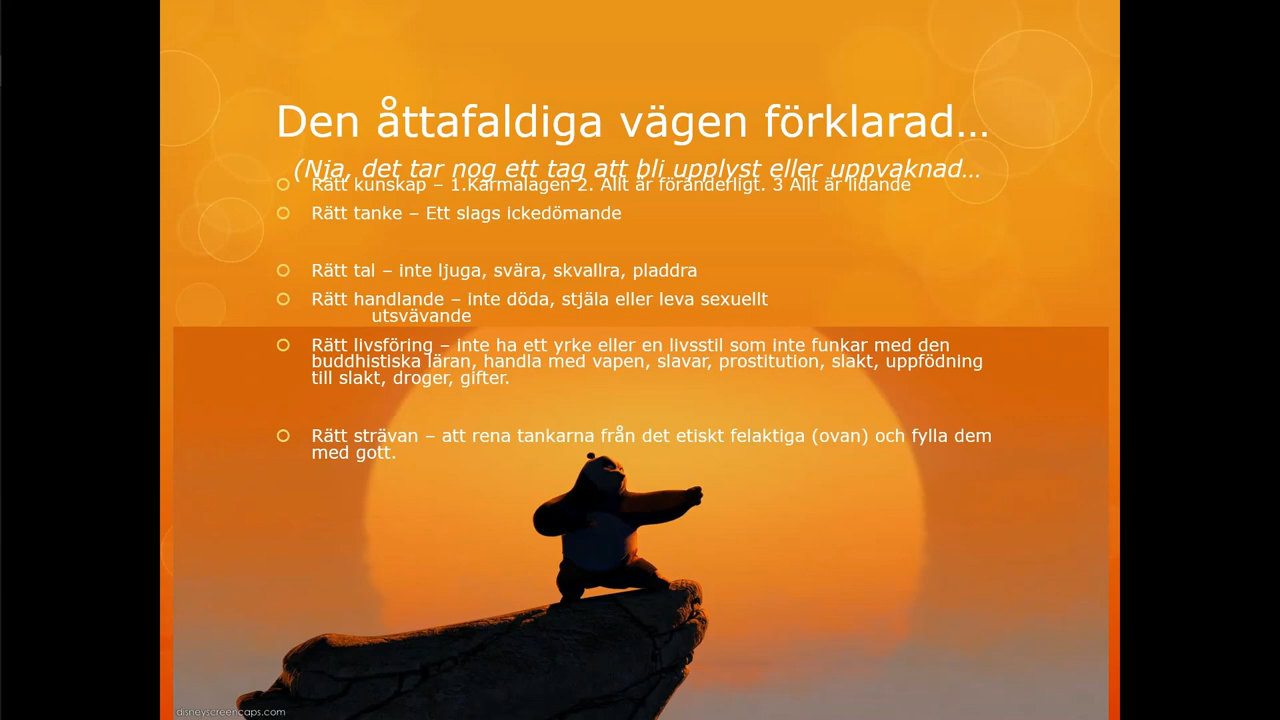 Den åttafaldiga vägen förklarad...
(Nja, det tar nog ett tag att bli upplyst eller uppvaknad...
Rätt kunskap – 1.Karmalagen 2. Allt är föränderligt. 3 Allt är lidande
Rätt tanke – Ett slags ickedömande
Rätt tal – inte ljuga, svära, skvallra, pladdra
Rätt handlande – inte döda, stjäla eller leva sexuellt
utsvävande
Rätt livsföring – inte ha ett yrke eller en livsstil som inte funkar med den
buddhistiska läran, handla med vapen, slavar, prostitution, slakt, uppfödning
till slakt, droger, gifter.
Rätt strävan – att rena tankarna från det etiskt felaktiga (ovan) och fylla dem
med gott.
disneyscreencaps.com